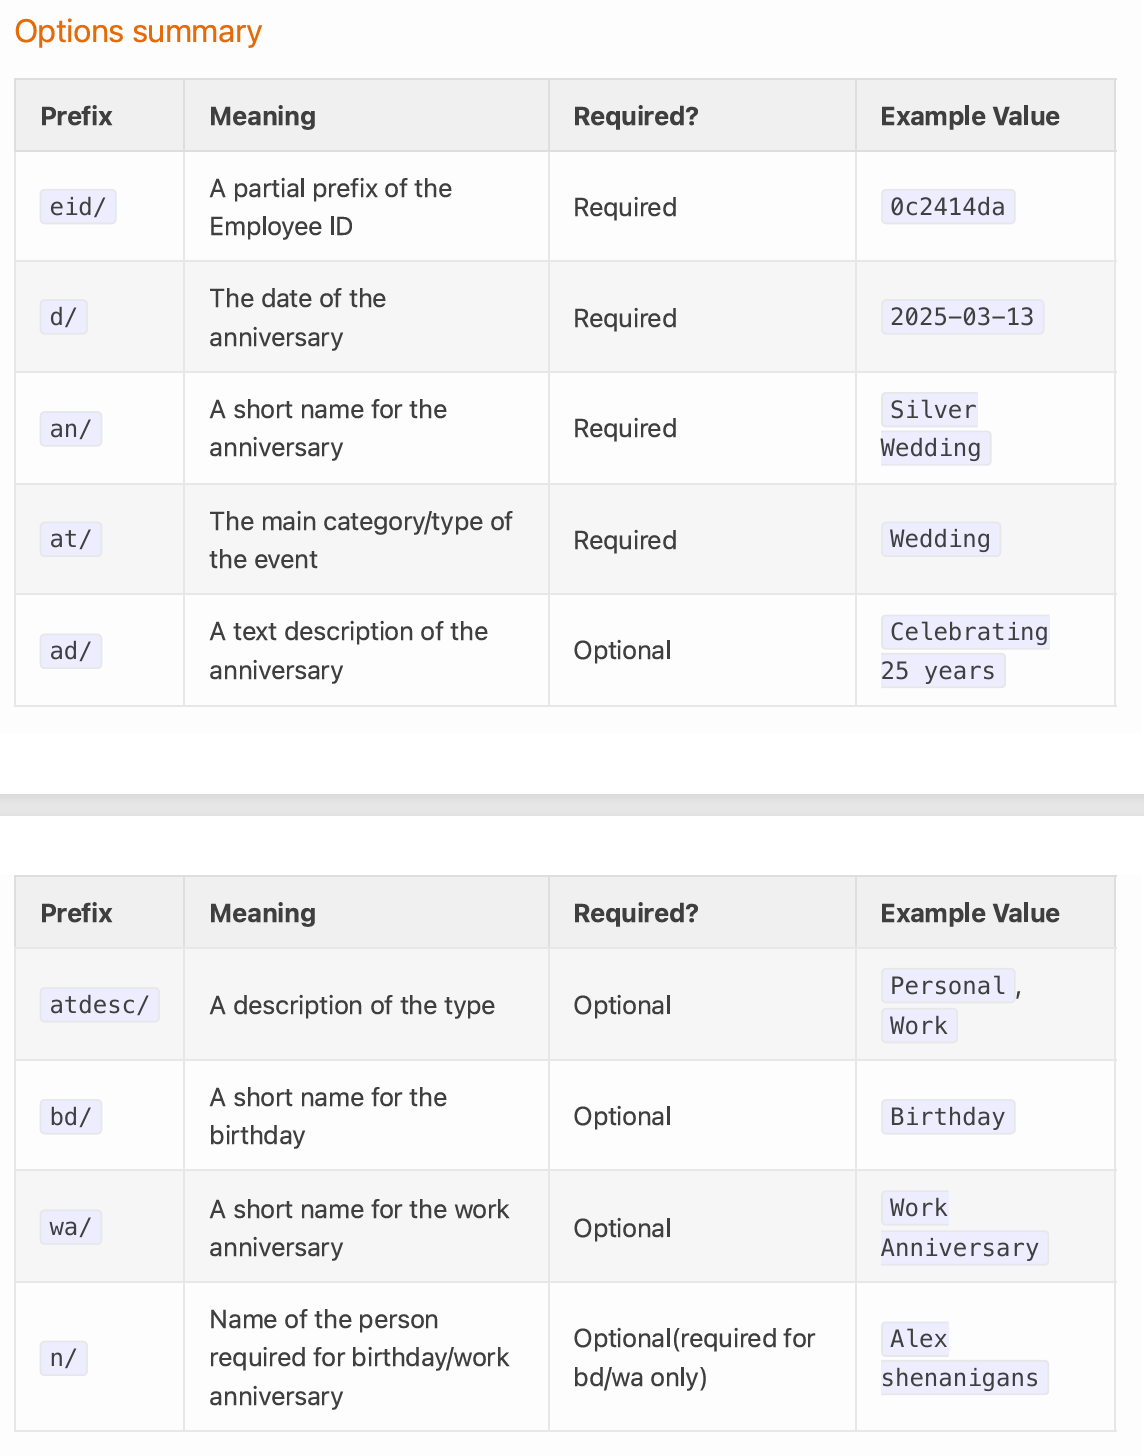 Options summary
Prefix Meaning Required? Example Value
eid/ A partial prefix of the Employee ID Required 0c2414da
d/ The date of the anniversary Required 2025-03-13
an/ A short name for the anniversary Required Silver Wedding
at/ The main category/type of the event Required Wedding
ad/ A text description of the anniversary Optional Celebrating 25 years
Prefix Meaning Required? Example Value
atdesc/ A description of the type Optional Personal, Work
bd/ A short name for the birthday Optional Birthday
wa/ A short name for the work anniversary Optional Work Anniversary
n/ Name of the person required for birthday/work anniversary Optional(required for bd/wa only) Alex shenanigans